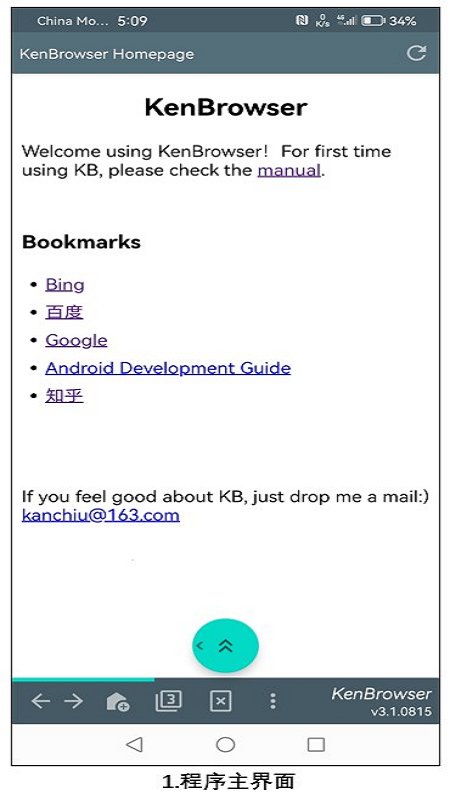 China Mo... 5:09 0 K/s 4G 34%
KenBrowser Homepage
KenBrowser
Welcome using KenBrowser! For first time
using KB, please check the manual.
Bookmarks
• Bing
• 百度
• Google
• Android Development Guide
• 知乎
If you feel good about KB, just drop me a mail:)
kanchiu@163.com
3
KenBrowser
v3.1.0815
1.程序主界面